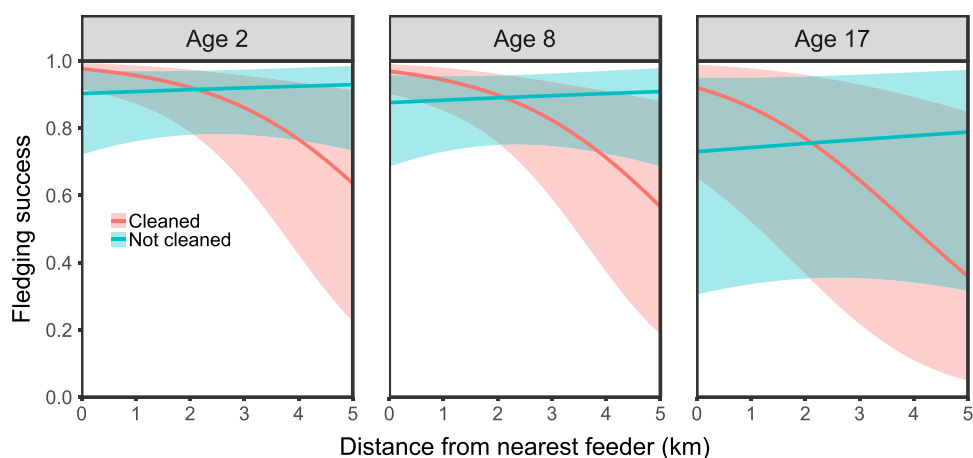 Age 2
Age 8
Age 17
Fledging success
1.0
0.8
0.6
0.4
0.2
0.0
Cleaned
Not cleaned
0 1 2 3 4 5
0 1 2 3 4 5
0 1 2 3 4 5
Distance from nearest feeder (km)